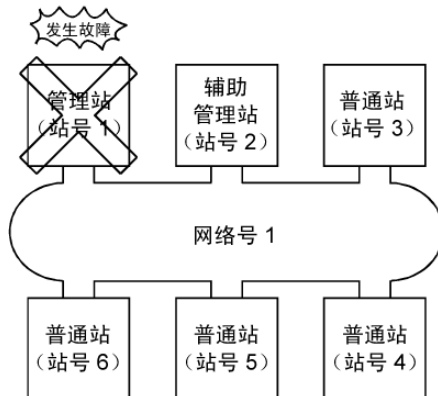 发生故障
管理站
（站号 1）
辅助
管理站
（站号 2）
普通站
（站号 3）
网络号 1
普通站
（站号 6）
普通站
（站号 5）
普通站
（站号 4）